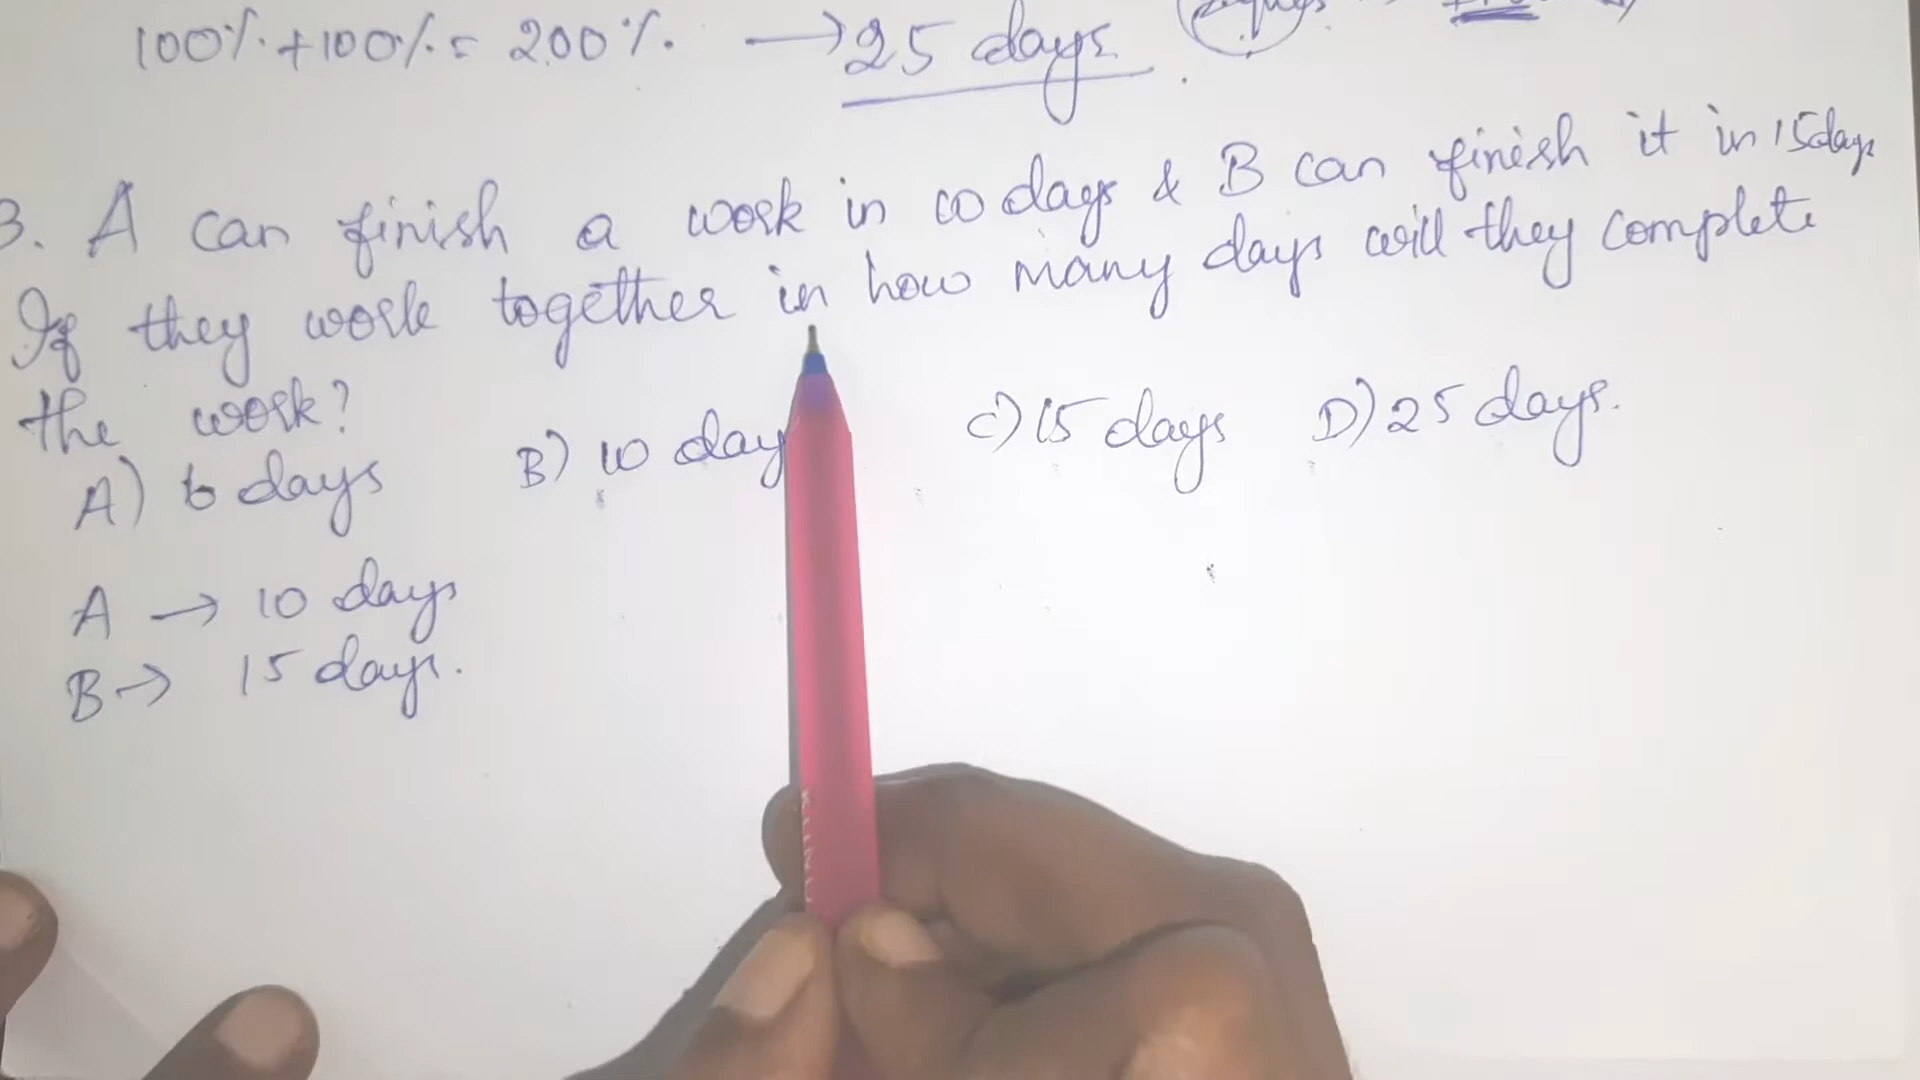 100%+100%= 200% → 25 days.
3. A can finish a work in 10 days & B can finish it in 15days
If they work together in how many days will they complete
the work?
A) 6 days B) 10 day C) 15 days D) 25 days.
A → 10 days
B → 15 days.